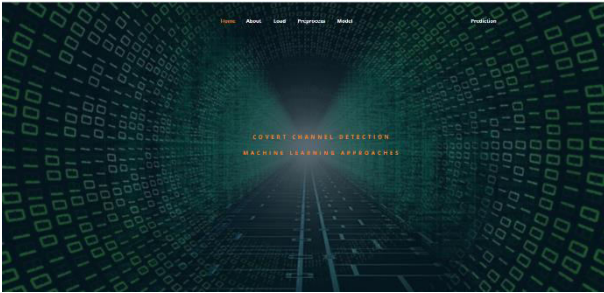 Home About Load Preprocess Model Prediction
COVERT CHANNEL DETECTION
MACHINE LEARNING APPROACHES